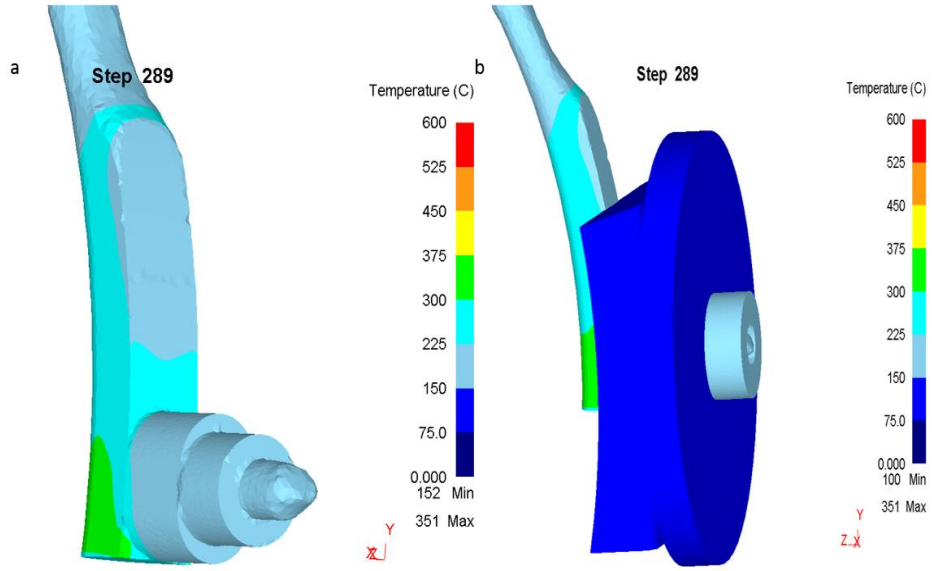 a
Step 289
Temperature (C)
600
525
450
375
300
225
150
75.0
0.000
152 Min
351 Max
Y
X Z
b
Step 289
Temperature (C)
600
525
450
375
300
225
150
75.0
0.000
100 Min
351 Max
Y
Z X